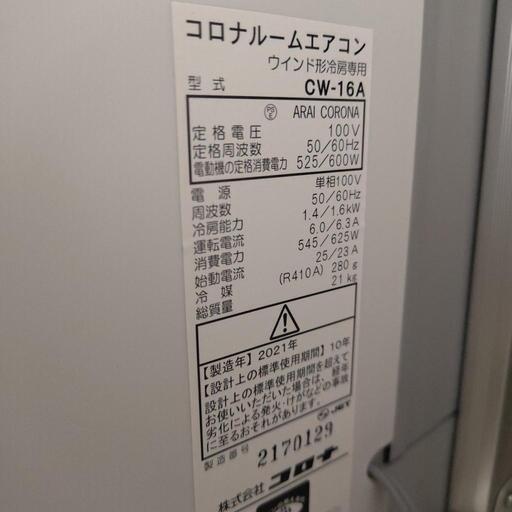 コロナルームエアコン
ウインド形冷房専用
型式 CW-16A
PSE ARAI CORONA
定格電圧 100V
定格周波数 50/60Hz
電動機の定格消費電力 525/600W
電源 単相100V
周波数 50/60Hz
冷房能力 1.4/1.6kW
運転電流 6.0/6.3A
消費電力 545/625W
始動電流 25/23A
冷媒 (R410A) 280g
総質量 21kg
【製造年】2021年
【設計上の標準使用期間】10年
設計上の標準使用期間を超えて
お使いいただいた場合は、経年
劣化による発火・けがなどの事故
に至るおそれがあります。
JET
製造番号 2170129
株式会社 コロナ